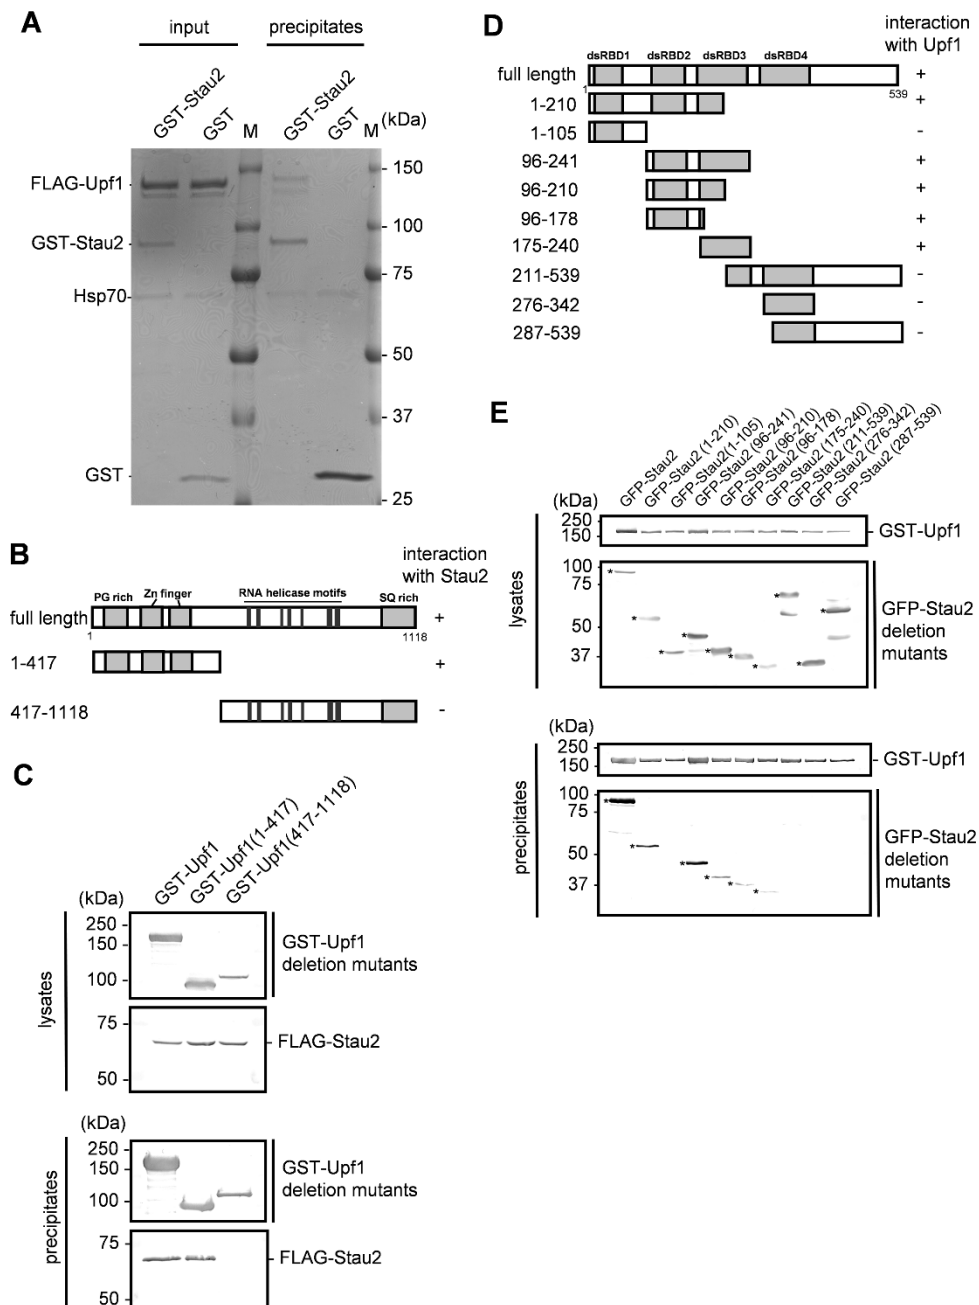 A
input
precipitates
GST-Stau2
GST
M
GST-Stau2
GST
M
(kDa)
FLAG-Upf1
GST-Stau2
Hsp70
GST
150
100
75
50
37
25
B
interaction
with Stau2
PG rich
Zn finger
RNA helicase motifs
SQ rich
full length
+
1
1118
1-417
+
417-1118
-
C
GST-Upf1
GST-Upf1(1-417)
GST-Upf1(417-1118)
(kDa)
250
150
100
GST-Upf1
deletion mutants
lysates
75
50
FLAG-Stau2
(kDa)
250
150
100
GST-Upf1
deletion mutants
precipitates
75
50
FLAG-Stau2
D
interaction
with Upf1
dsRBD1
dsRBD2
dsRBD3
dsRBD4
full length
+
1
539
1-210
+
1-105
-
96-241
+
96-210
+
96-178
+
175-240
+
211-539
-
276-342
-
287-539
-
E
GFP-Stau2
GFP-Stau2 (1-210)
GFP-Stau2(1-105)
GFP-Stau2 (96-241)
GFP-Stau2 (96-210)
GFP-Stau2 (96-178)
GFP-Stau2 (175-240)
GFP-Stau2 (211-539)
GFP-Stau2 (276-342)
GFP-Stau2 (287-539)
(kDa)
250
150
GST-Upf1
lysates
100
75
50
37
GFP-Stau2
deletion
mutants
(kDa)
250
150
GST-Upf1
precipitates
100
75
50
37
GFP-Stau2
deletion
mutants